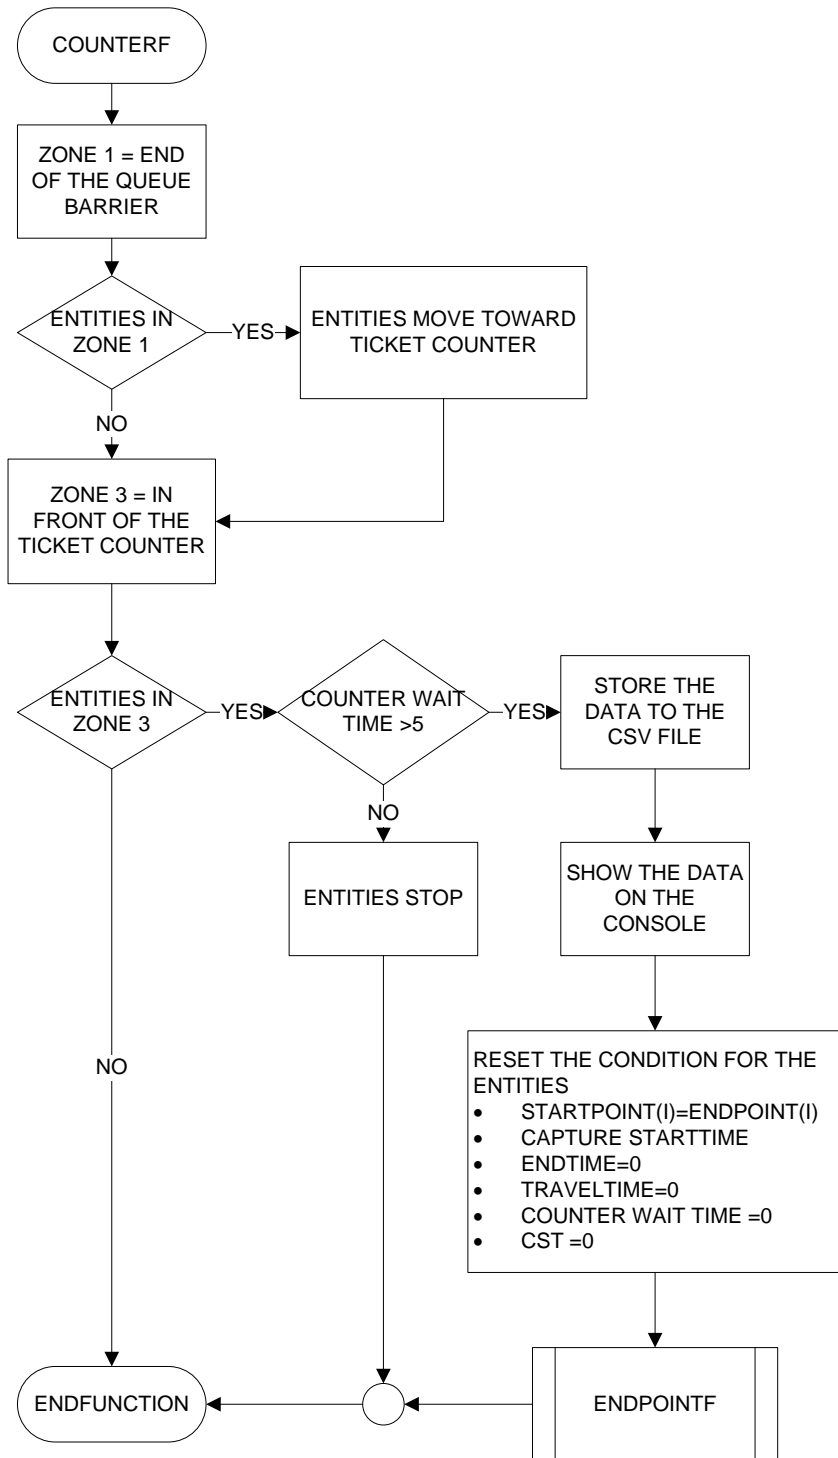 COUNTERF
ZONE 1 = END
OF THE QUEUE
BARRIER
ENTITIES IN
ZONE 1
YES
ENTITIES MOVE TOWARD
TICKET COUNTER
NO
ZONE 3 = IN
FRONT OF THE
TICKET COUNTER
ENTITIES IN
ZONE 3
YES
COUNTER WAIT
TIME >5
YES
STORE THE
DATA TO THE
CSV FILE
NO
ENTITIES STOP
SHOW THE DATA
ON THE
CONSOLE
NO
RESET THE CONDITION FOR THE
ENTITIES
• STARTPOINT(I)=ENDPOINT(I)
• CAPTURE STARTTIME
• ENDTIME=0
• TRAVELTIME=0
• COUNTER WAIT TIME =0
• CST =0
ENDFUNCTION
ENDPOINTF